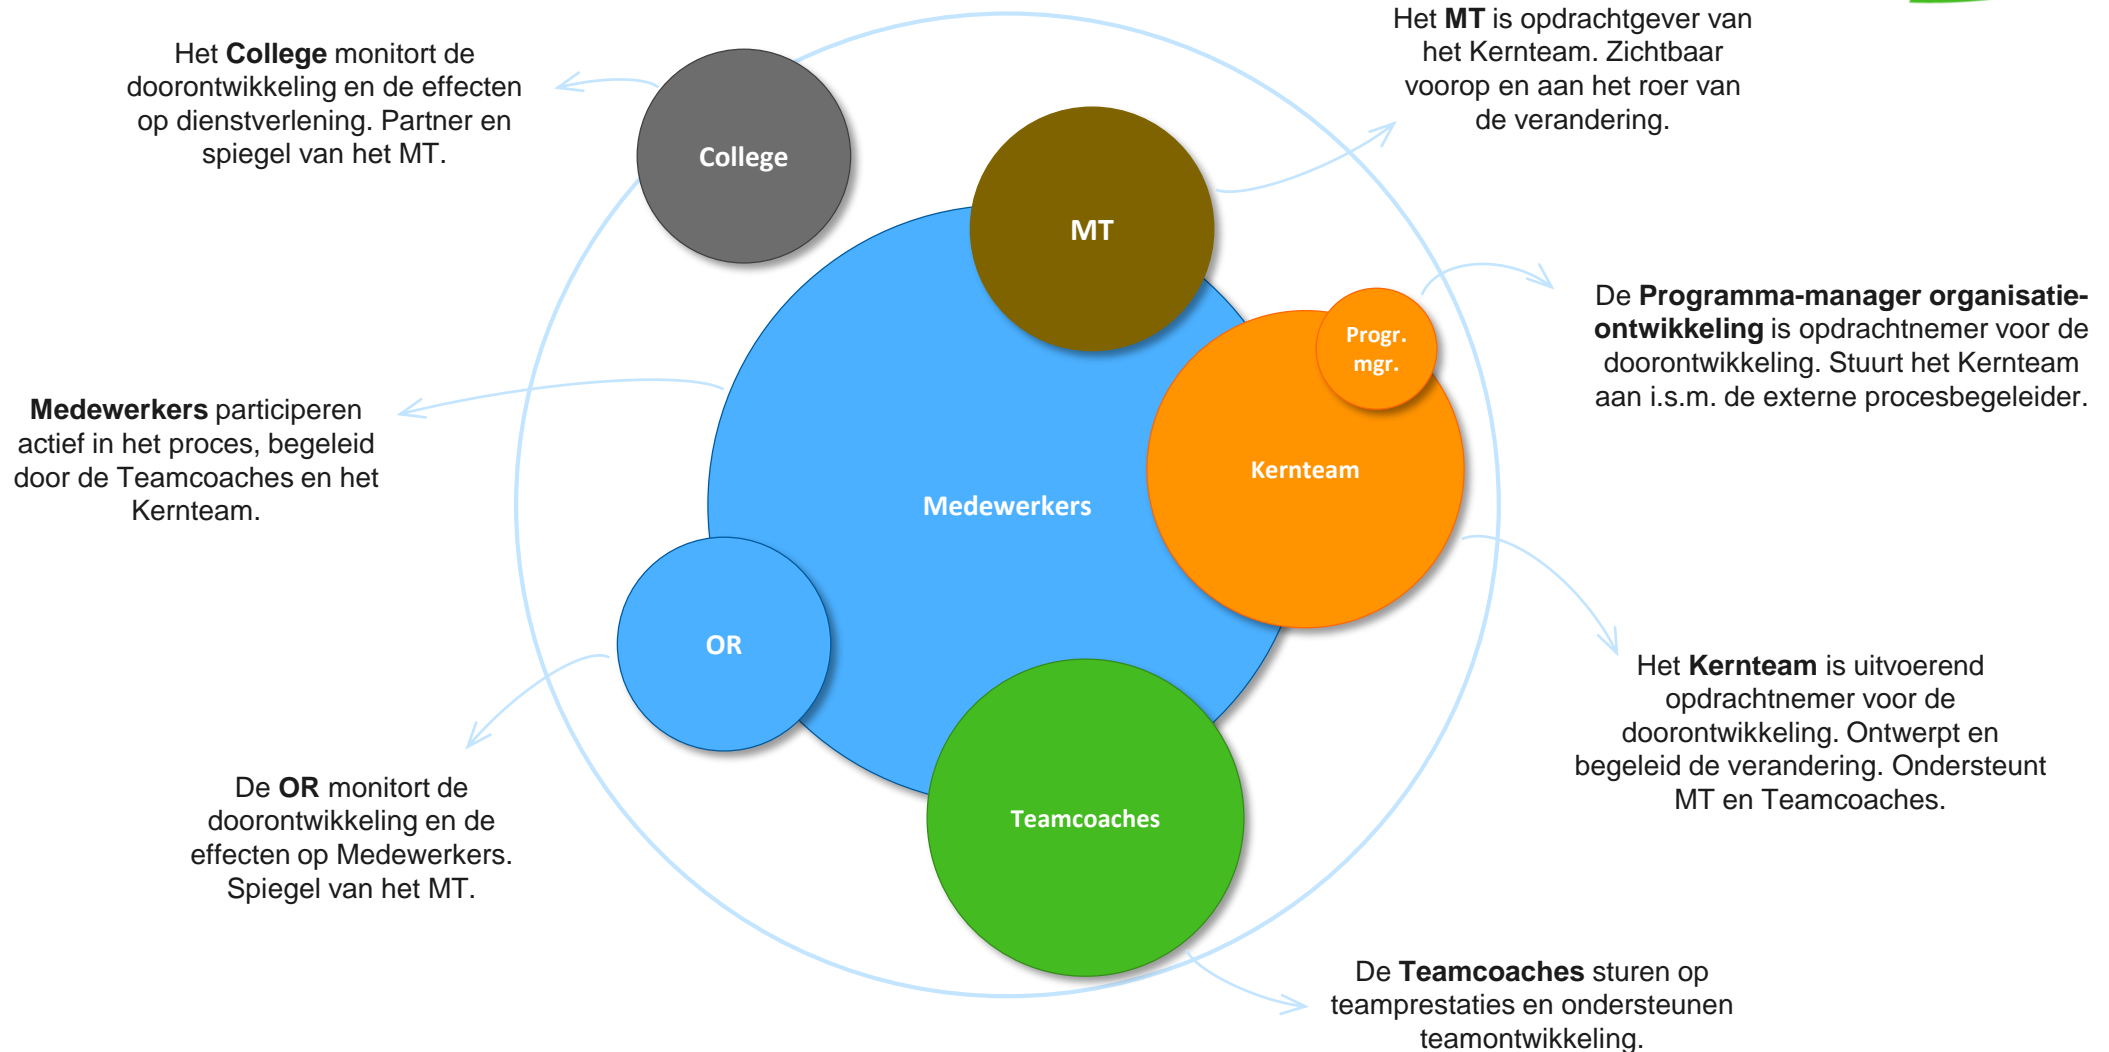 Het College monitort de
doorontwikkeling en de effecten
op dienstverlening. Partner en
spiegel van het MT.
Het MT is opdrachtgever van
het Kernteam. Zichtbaar
voorop en aan het roer van
de verandering.
College
MT
De Programma-manager organisatie-
ontwikkeling is opdrachtnemer voor de
doorontwikkeling. Stuurt het Kernteam
aan i.s.m. de externe procesbegeleider.
Progr.
mgr.
Medewerkers participeren
actief in het proces, begeleid
door de Teamcoaches en het
Kernteam.
Kernteam
Medewerkers
OR
Het Kernteam is uitvoerend
opdrachtnemer voor de
doorontwikkeling. Ontwerpt en
begeleid de verandering. Ondersteunt
MT en Teamcoaches.
De OR monitort de
doorontwikkeling en de
effecten op Medewerkers.
Spiegel van het MT.
Teamcoaches
De Teamcoaches sturen op
teamprestaties en ondersteunen
teamontwikkeling.